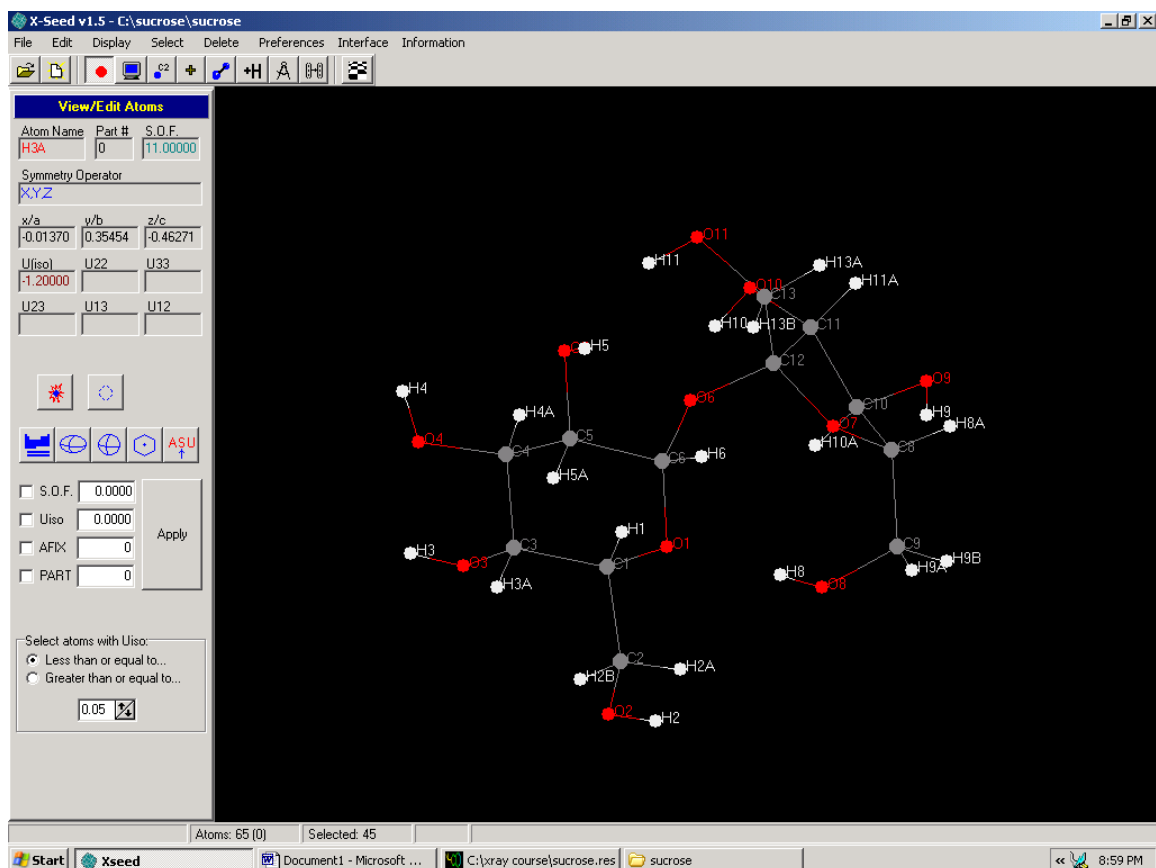 X-Seed v1.5 - C:\sucrose\sucrose
File Edit Display Select Delete Preferences Interface Information
C2 +H Å
View/Edit Atoms
Atom Name Part # S.O.F.
H3A 0 11.00000
Symmetry Operator
X,Y,Z
x/a y/b z/c
-0.01370 0.35454 -0.46271
U(iso) U22 U33
-1.20000
U23 U13 U12
ASU
S.O.F. 0.0000
Uiso 0.0000
AFIX 0
PART 0
Apply
Select atoms with Uiso:
Less than or equal to...
Greater than or equal to...
0.05
O11
H11
H13A
O10
H11A
C13
H10
H13B
C11
H5
C12
O9
H4
O6
C10
H9
H4A
O7
H8A
O4
C5
H10A
C8
C4
C6
H6
H5A
H1
O1
H3
C3
C9
H9B
O3
C1
H9A
H3A
H8
O8
C2
H2A
H2B
O2
H2
Atoms: 65 (0) Selected: 45
Start Xseed Document1 - Microsoft ... C:\xray course\sucrose.res sucrose « 8:59 PM